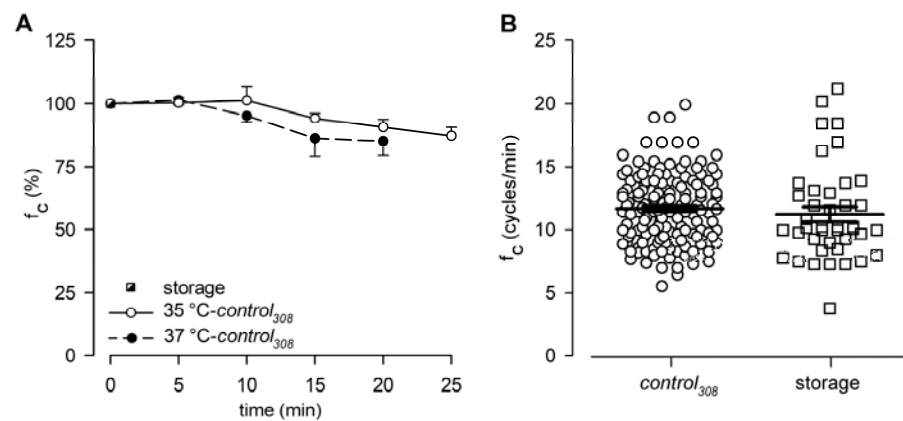 A
f_c (%)
125
100
75
50
25
0
storage
35 °C-control_308
37 °C-control_308
0 5 10 15 20 25
time (min)
B
f_c (cycles/min)
25
20
15
10
5
0
control_308 storage